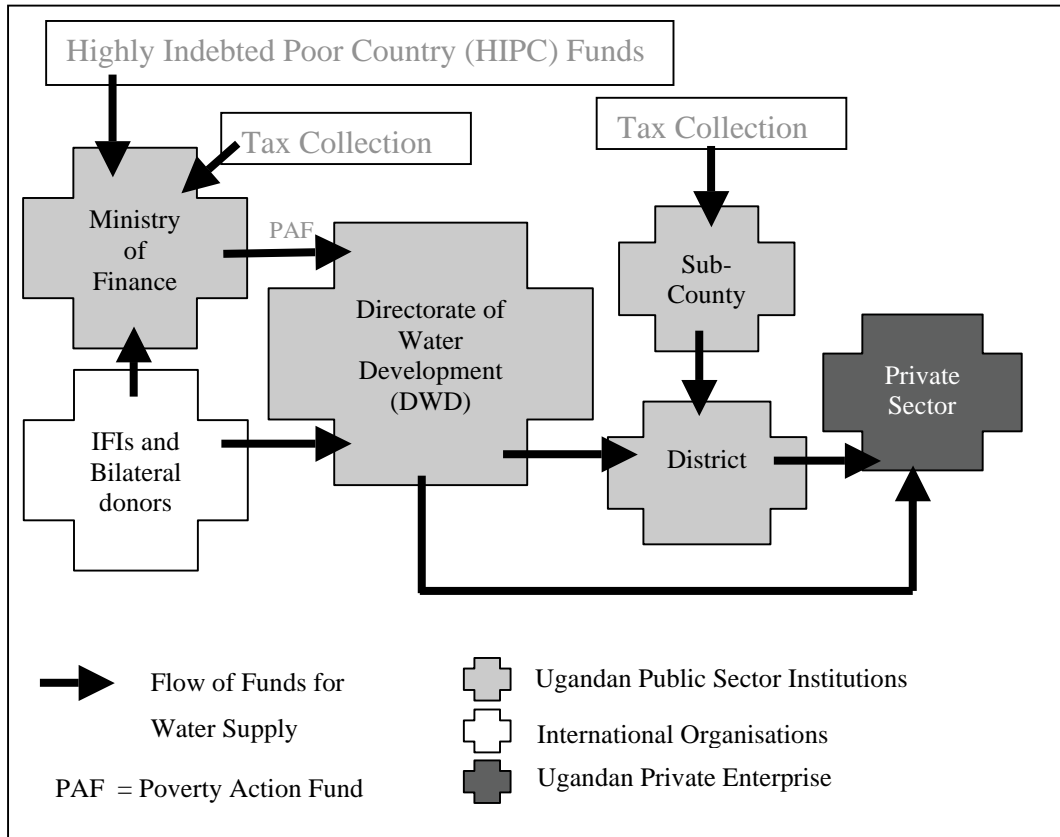 Highly Indebted Poor Country (HIPC) Funds
Tax Collection
Tax Collection
Ministry
of
Finance
PAF
Directorate of
Water
Development
(DWD)
Sub-
County
Private
Sector
IFIs and
Bilateral
donors
District
Flow of Funds for
Water Supply
PAF = Poverty Action Fund
Ugandan Public Sector Institutions
International Organisations
Ugandan Private Enterprise